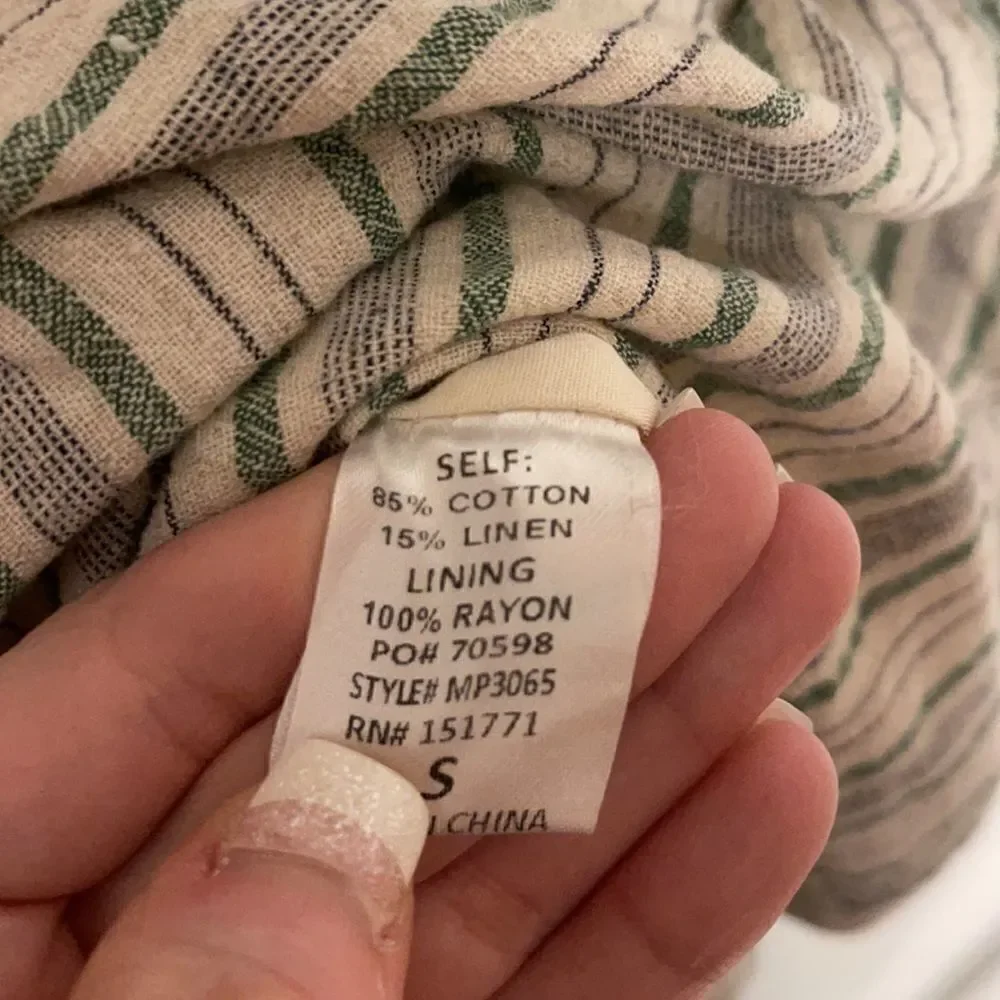 SELF:
85% COTTON
15% LINEN
LINING
100% RAYON
PO# 70598
STYLE# MP3065
RN# 151771
S
CHINA